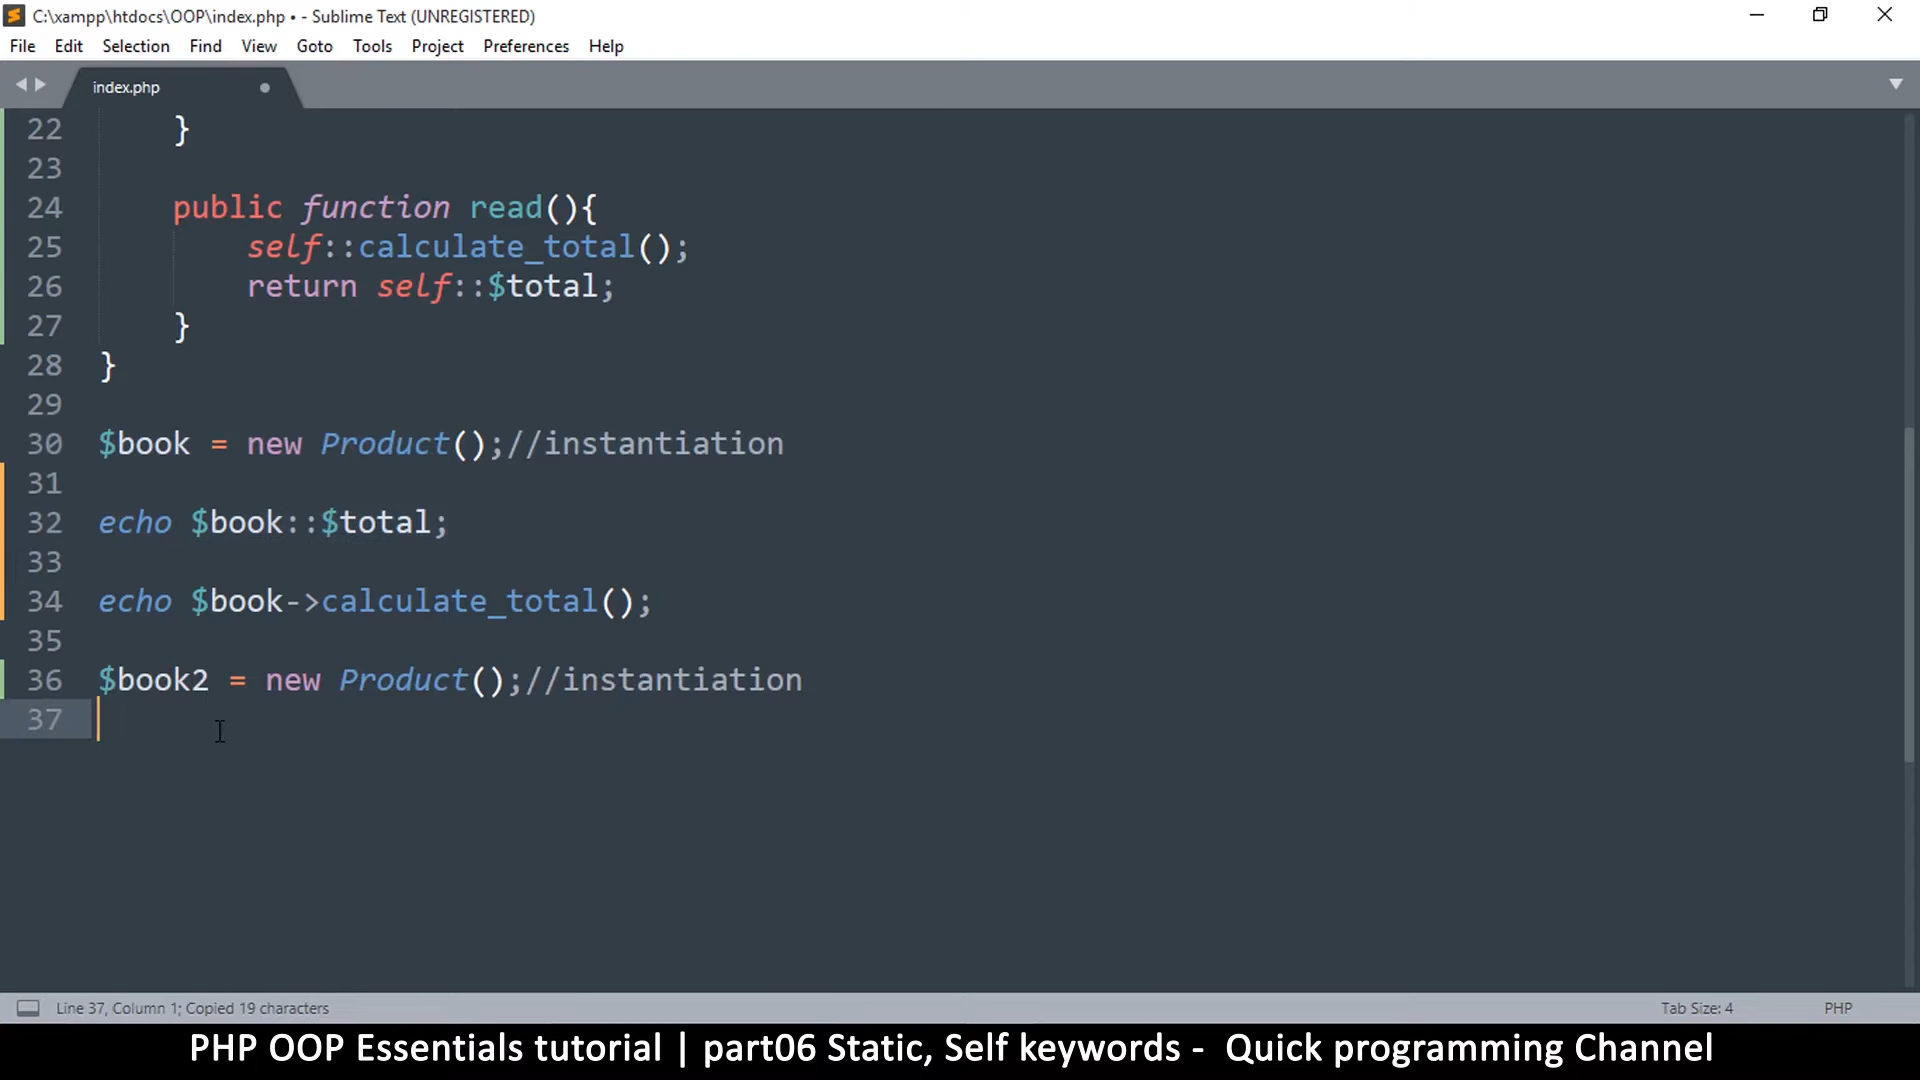 C:\xampp\htdocs\OOP\index.php • - Sublime Text (UNREGISTERED)
File Edit Selection Find View Goto Tools Project Preferences Help
index.php
22 }
23
24 public function read(){
25 self::calculate_total();
26 return self::$total;
27 }
28 }
29
30 $book = new Product();//instantiation
31
32 echo $book::$total;
33
34 echo $book->calculate_total();
35
36 $book2 = new Product();//instantiation
37
Line 37, Column 1; Copied 19 characters Tab Size: 4 PHP
PHP OOP Essentials tutorial | part06 Static, Self keywords - Quick programming Channel